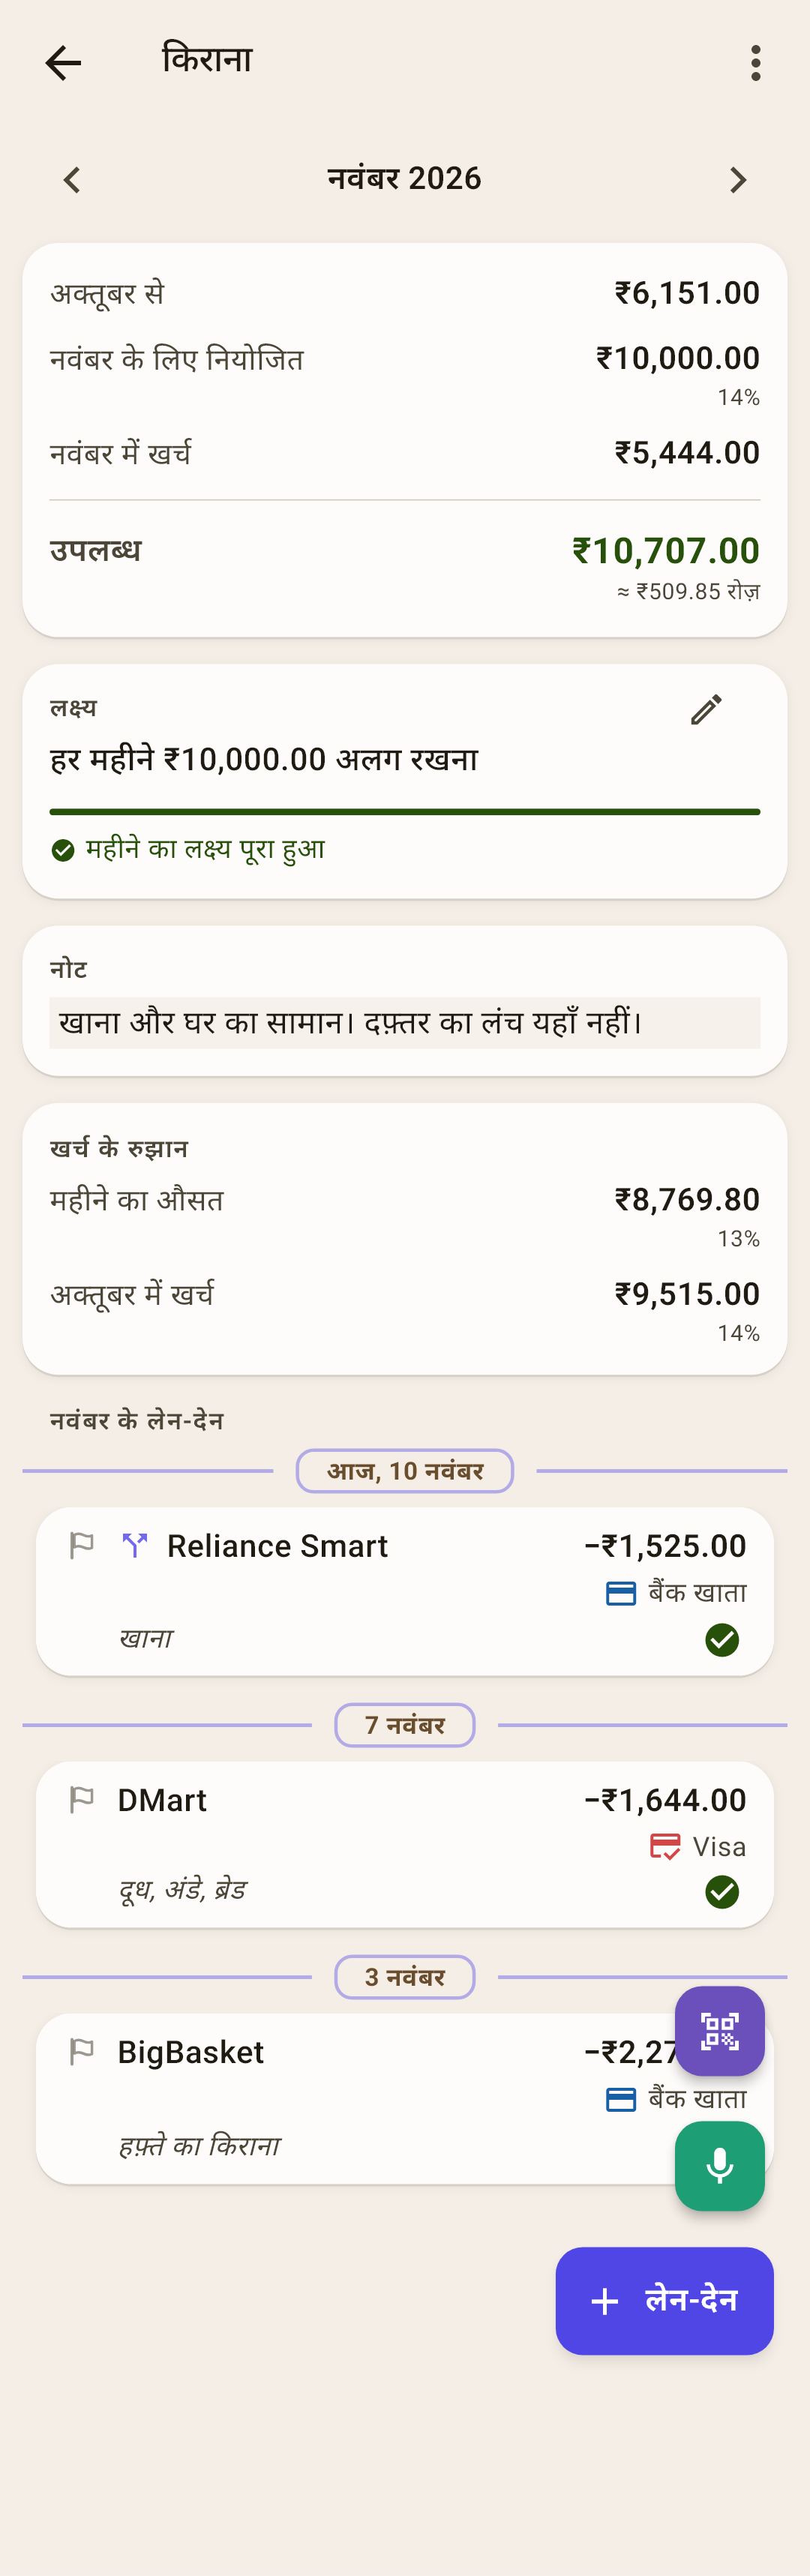 किराना
नवंबर 2026
अक्तूबर से ₹6,151.00
नवंबर के लिए नियोजित ₹10,000.00
14%
नवंबर में खर्च ₹5,444.00
उपलब्ध ₹10,707.00
≈ ₹509.85 रोज़
लक्ष्य
हर महीने ₹10,000.00 अलग रखना
महीने का लक्ष्य पूरा हुआ
नोट
खाना और घर का सामान। दफ़्तर का लंच यहाँ नहीं।
खर्च के रुझान
महीने का औसत ₹8,769.80
13%
अक्तूबर में खर्च ₹9,515.00
14%
नवंबर के लेन-देन
आज, 10 नवंबर
Reliance Smart −₹1,525.00
बैंक खाता
खाना
7 नवंबर
DMart −₹1,644.00
Visa
दूध, अंडे, ब्रेड
3 नवंबर
BigBasket
बैंक खाता
हफ़्ते का किराना
+ लेन-देन